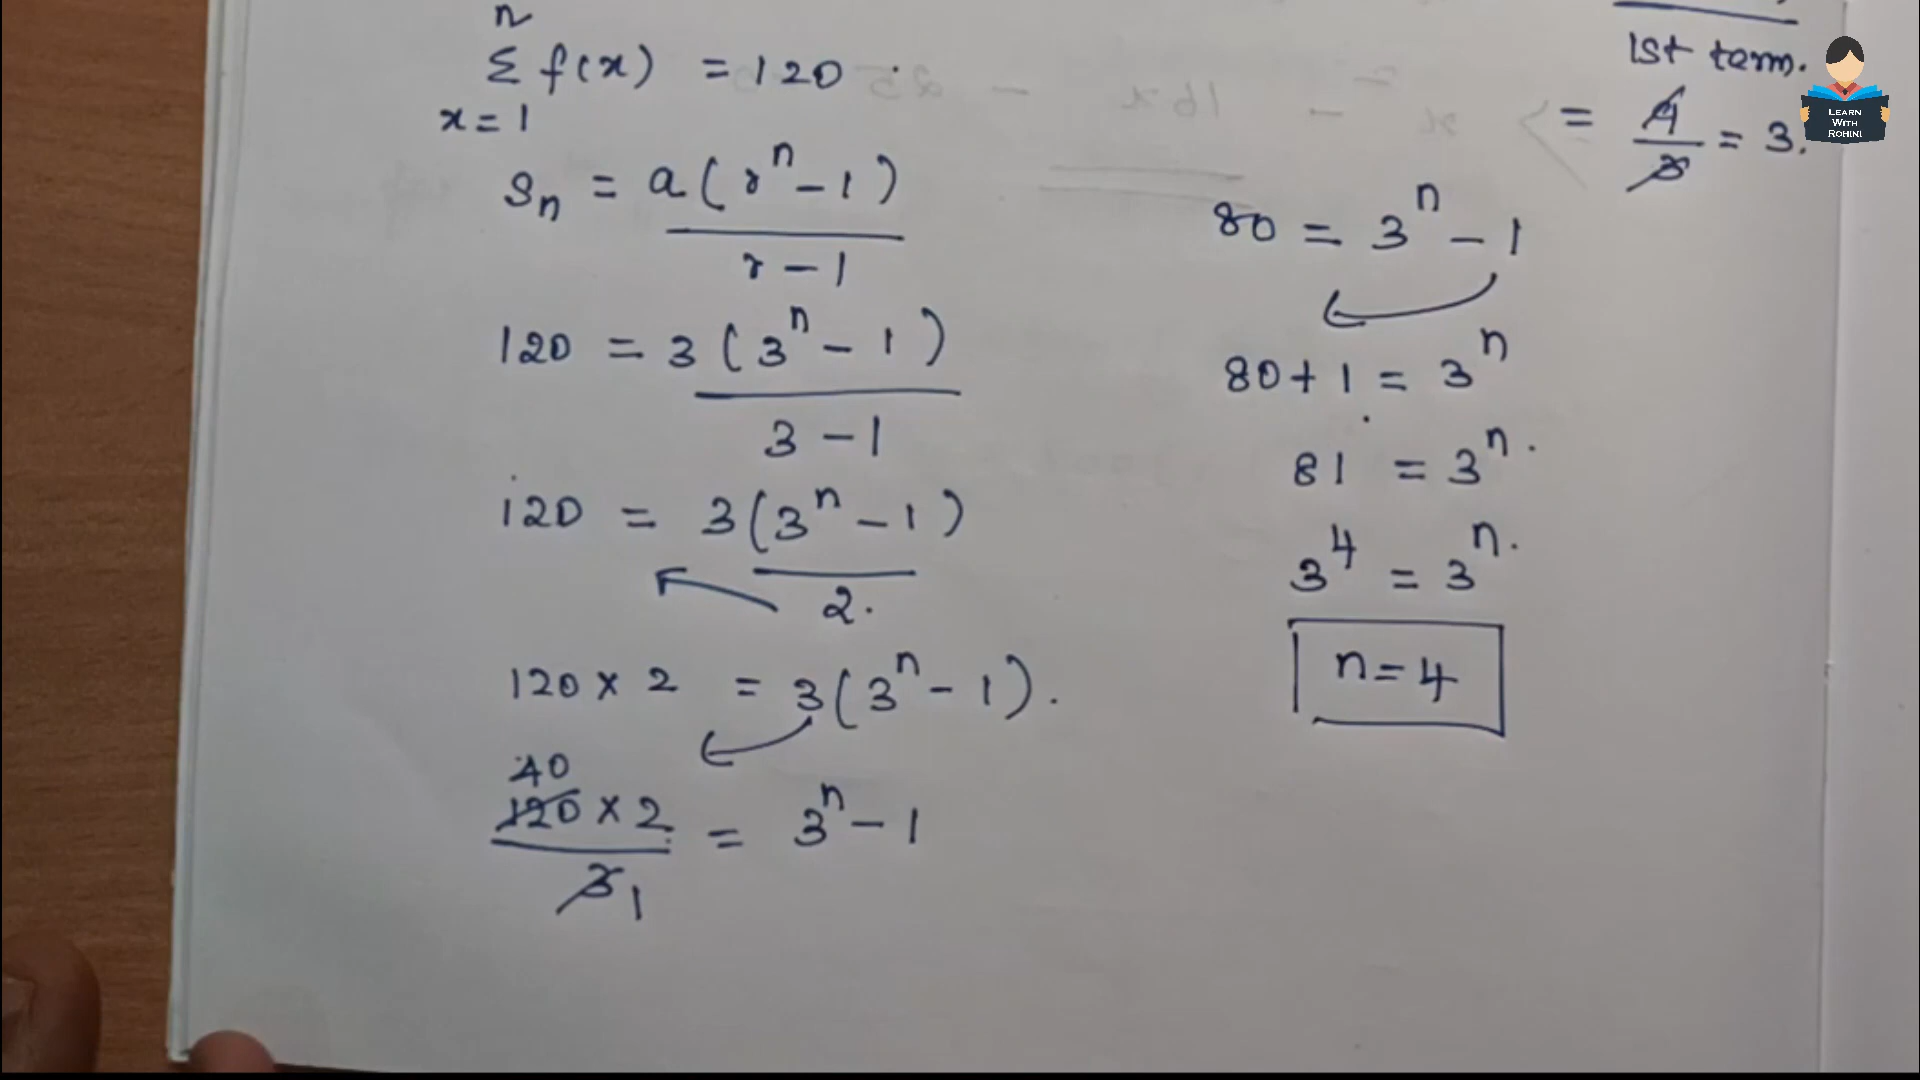 n
Σ f(x) = 120.
x = 1
Sn = a(r^n - 1)
r - 1
120 = 3(3^n - 1)
3 - 1
120 = 3(3^n - 1)
2.
120 × 2 = 3(3^n - 1).
40
120 × 2 = 3^n - 1
3 1
1st term.
= 9 = 3.
3
80 = 3^n - 1
80 + 1 = 3^n
81 = 3^n.
3^4 = 3^n.
n = 4
LEARN
WITH
ROHINI